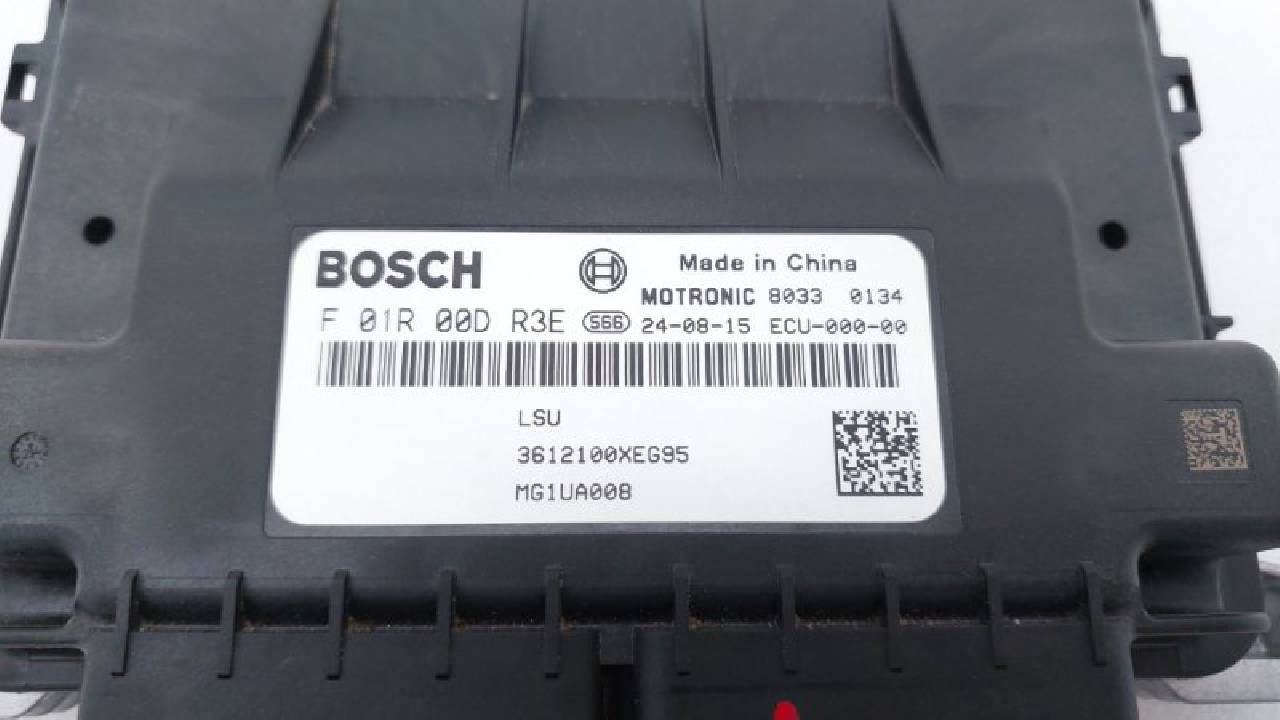 BOSCH
Made in China
MOTRONIC 8033 0134
F 01R 00D R3E S66 24-08-15 ECU-000-00
LSU
3612100XEG95
MG1UA008